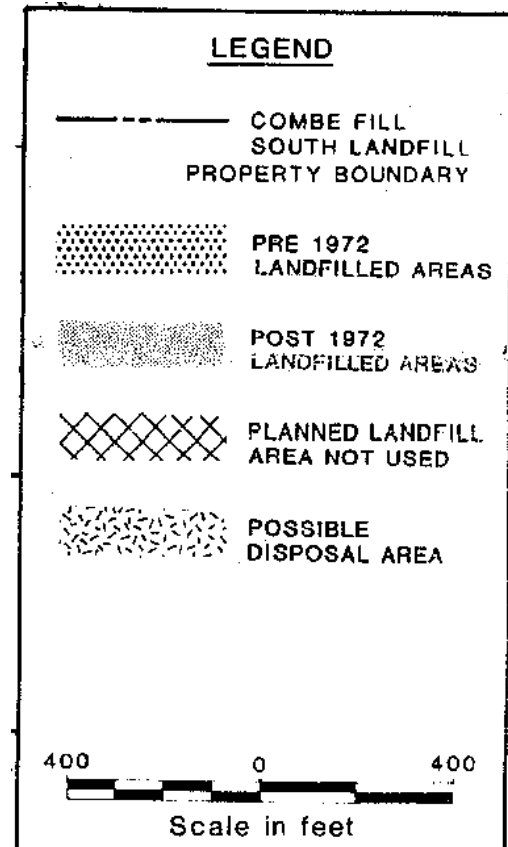 LEGEND
COMBE FILL
SOUTH LANDFILL
PROPERTY BOUNDARY
PRE 1972
LANDFILLED AREAS
POST 1972
LANDFILLED AREAS
PLANNED LANDFILL
AREA NOT USED
POSSIBLE
DISPOSAL AREA
400 0 400
Scale in feet